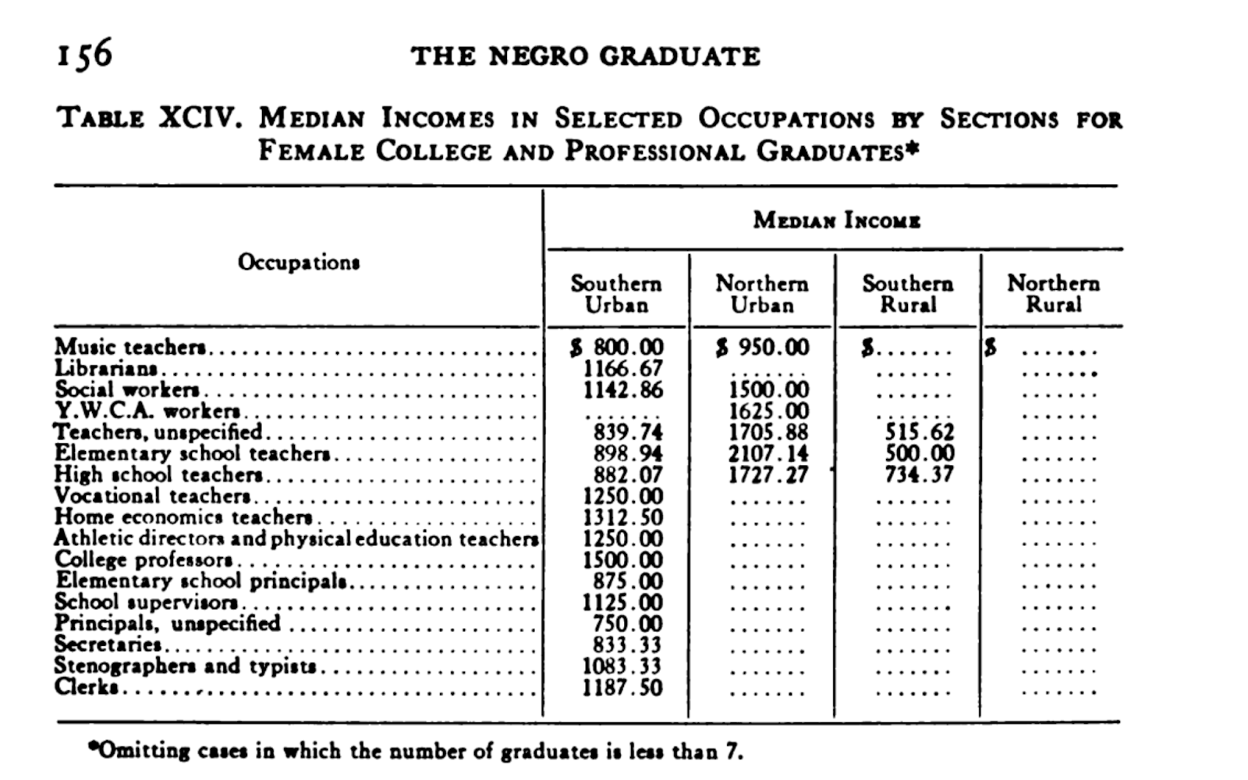 156 THE NEGRO GRADUATE
TABLE XCIV. MEDIAN INCOMES IN SELECTED OCCUPATIONS BY SECTIONS FOR
FEMALE COLLEGE AND PROFESSIONAL GRADUATES*
MEDIAN INCOME
Occupations
Southern Northern Southern Northern
Urban Urban Rural Rural
Music teachers.............................. $ 800.00 $ 950.00 $....... $ .......
Librarians.................................. 1166.67 ....... ....... .......
Social workers.............................. 1142.86 1500.00 ....... .......
Y.W.C.A. workers.......................... ....... 1625.00 ....... .......
Teachers, unspecified........................ 839.74 1705.88 515.62 .......
Elementary school teachers.................. 898.94 2107.14 500.00 .......
High school teachers........................ 882.07 1727.27 734.37 .......
Vocational teachers.......................... 1250.00 ....... ....... .......
Home economics teachers.................... 1312.50 ....... ....... .......
Athletic directors and physical education teachers 1250.00 ....... ....... .......
College professors........................... 1500.00 ....... ....... .......
Elementary school principals................. 875.00 ....... ....... .......
School supervisors........................... 1125.00 ....... ....... .......
Principals, unspecified ....................... 750.00 ....... ....... .......
Secretaries.................................. 833.33 ....... ....... .......
Stenographers and typists.................... 1083.33 ....... ....... .......
Clerks...................................... 1187.50 ....... ....... .......
*Omitting cases in which the number of graduates is less than 7.